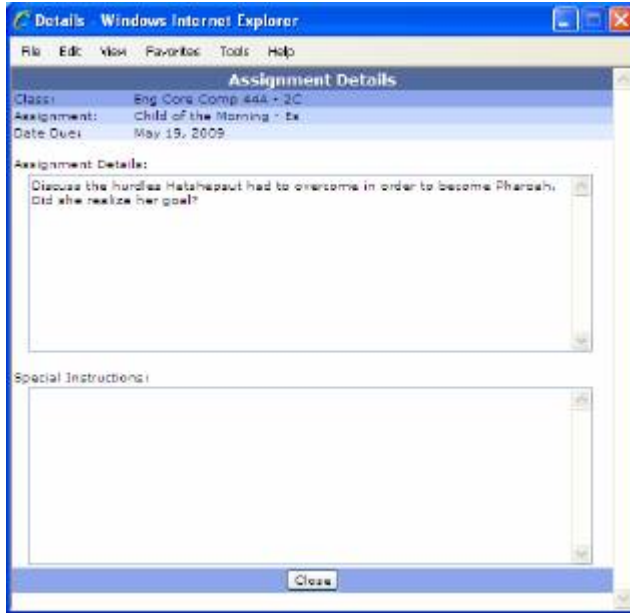 Details - Windows Internet Explorer
File Edit View Favorites Tools Help
Assignment Details
Class: Eng Core Comp 44A - 2C
Assignment: Child of the Morning - Es
Date Due: May 19, 2009
Assignment Details:
Discuss the hurdles Hatshepsut had to overcome in order to become Pharoah.
Did she realize her goal?
Special Instructions:
Close